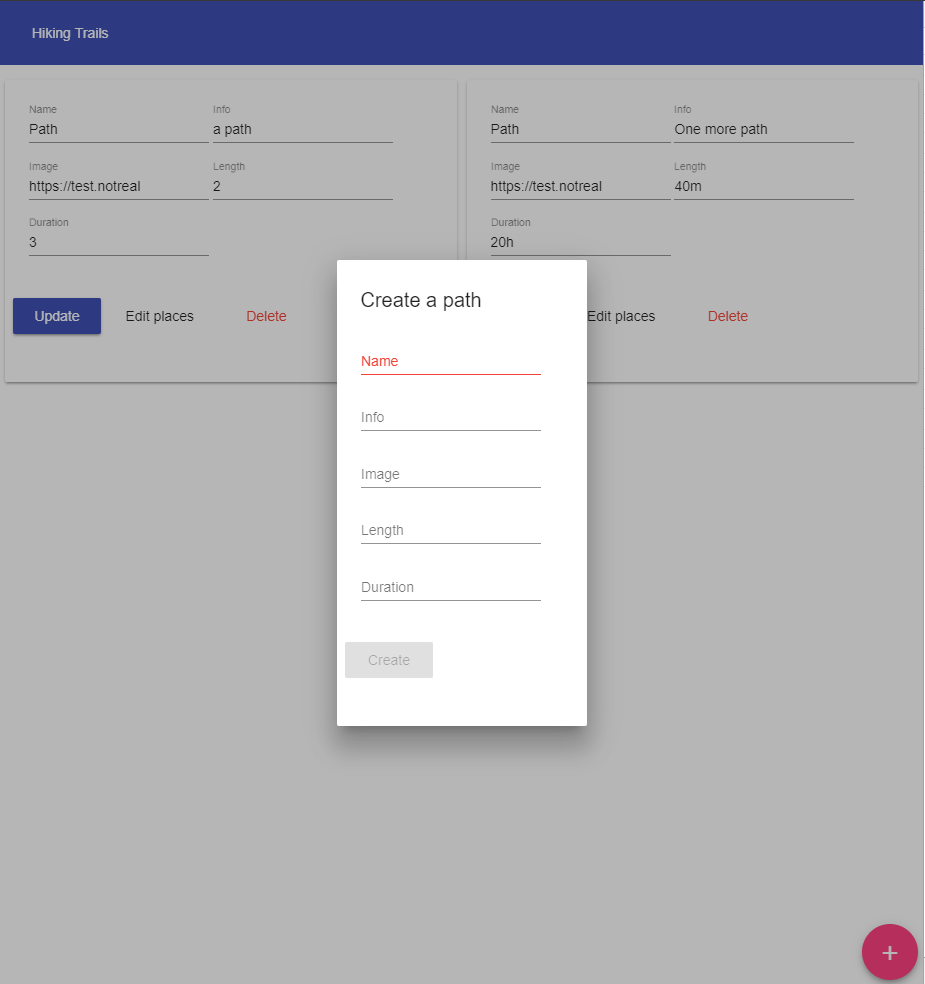 Hiking Trails
Name Info
Path a path
Image Length
https://test.notreal 2
Duration
3
Update Edit places Delete
Name Info
Path One more path
Image Length
https://test.notreal 40m
Duration
20h
Edit places Delete
Create a path
Name
Info
Image
Length
Duration
Create
+